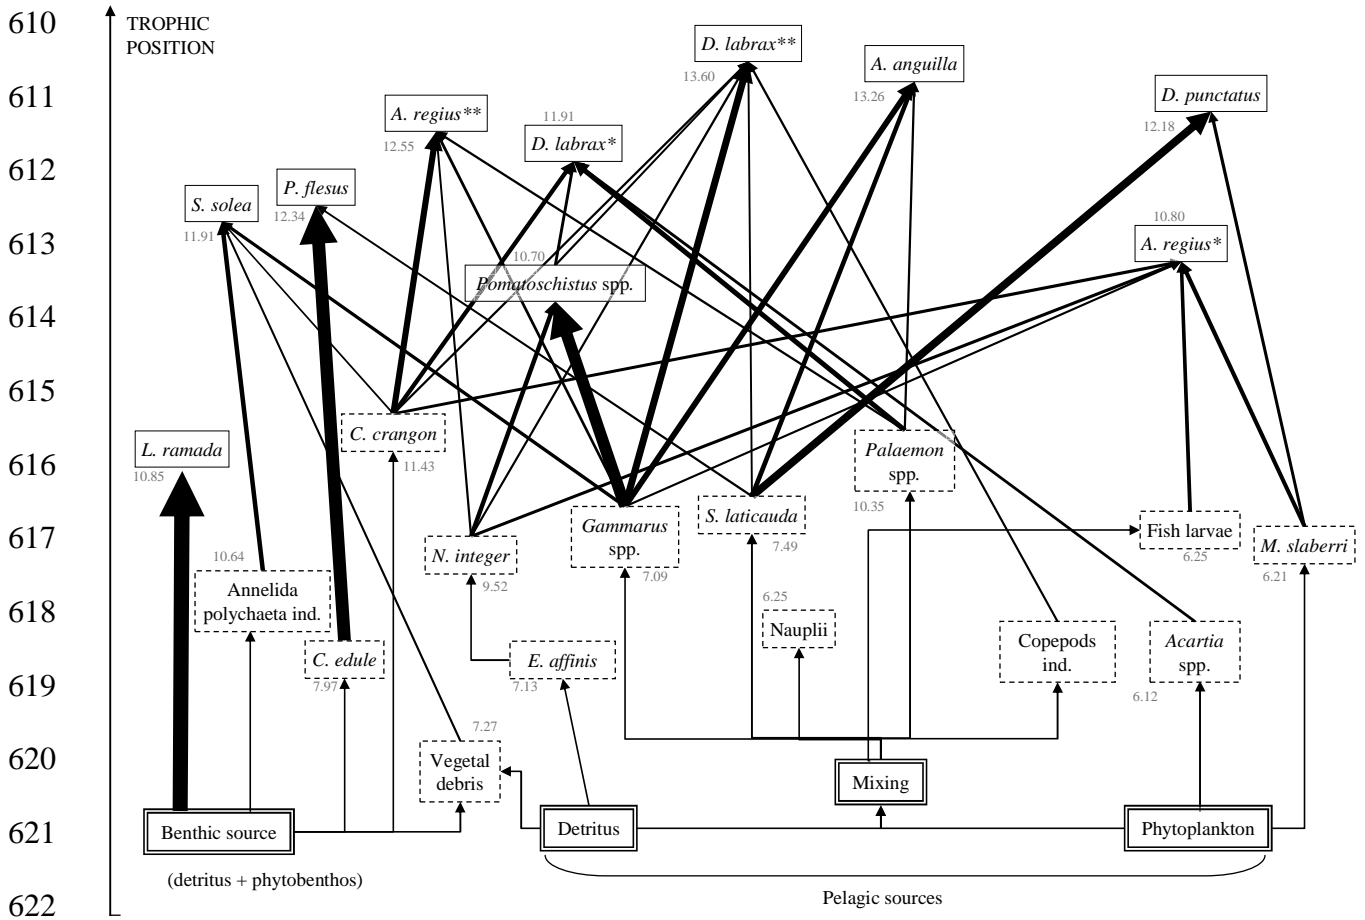 610
TROPHIC
POSITION
D. labrax**
13.60
A. anguilla
13.26
611
A. regius**
12.55
11.91
D. labrax*
D. punctatus
12.18
612
P. flesus
12.34
S. solea
11.91
613
10.80
A. regius*
10.70
Pomatoschistus spp.
614
615
C. crangon
11.43
L. ramada
10.85
616
Palaemon
spp.
10.35
S. laticauda
7.49
Gammarus
spp.
7.09
617
Fish larvae
6.25
M. slaberri
6.21
N. integer
9.52
10.64
Annelida
polychaeta ind.
618
6.25
Nauplii
Copepods
ind.
Acartia
spp.
6.12
C. edule
7.97
E. affinis
7.13
619
7.27
Vegetal
debris
620
Mixing
621
Benthic source
Detritus
Phytoplankton
(detritus + phytobenthos)
Pelagic sources
622